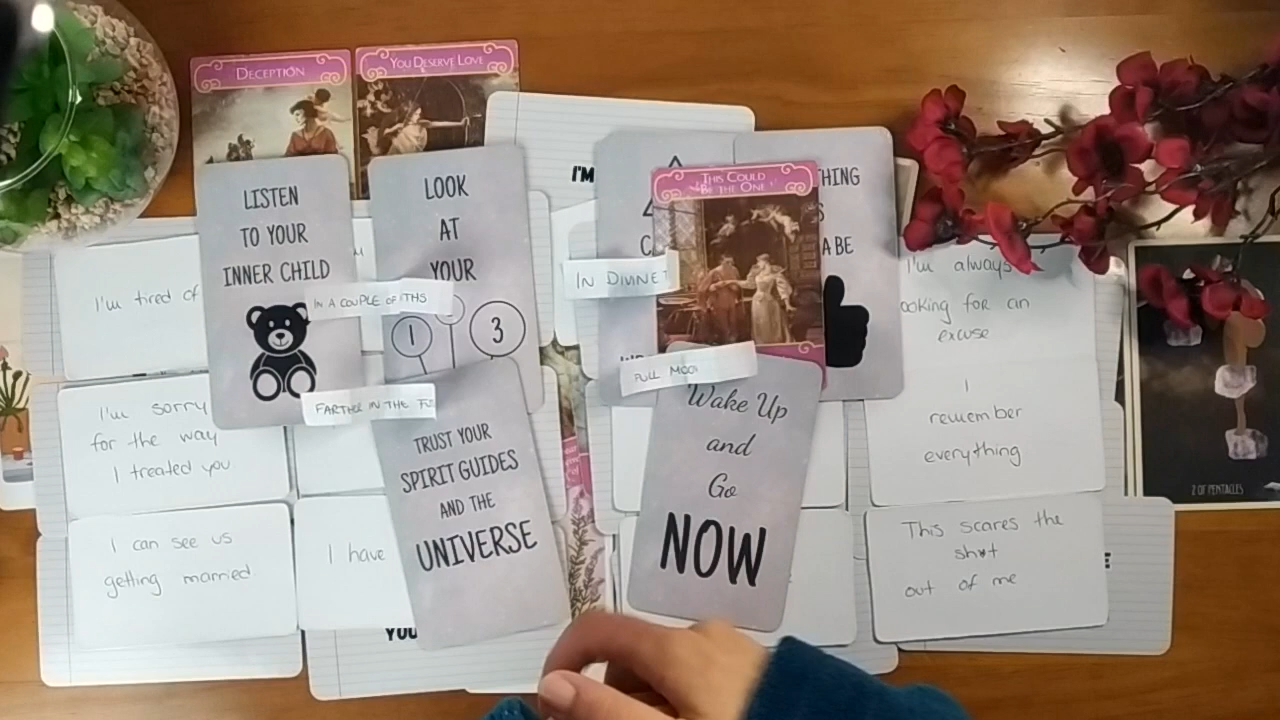 DECEPTION
YOU DESERVE LOVE
I'M
LISTEN
TO YOUR
INNER CHILD
LOOK
AT
YOUR
1
3
THIS COULD
BE THE ONE!
THING
A BE
IN DIVINE
I'm always
looking for an
excuse
I'm tired of
IN A COUPLE OF
FULL
Wake Up
and
Go
NOW
I
remember
everything
FARTHER IN THE
I'm sorry
for the way
I treated you
TRUST YOUR
SPIRIT GUIDES
AND THE
UNIVERSE
2 OF PENTACLES
I can see us
getting married
I have
This scares the
sh*t
out of me
YOU